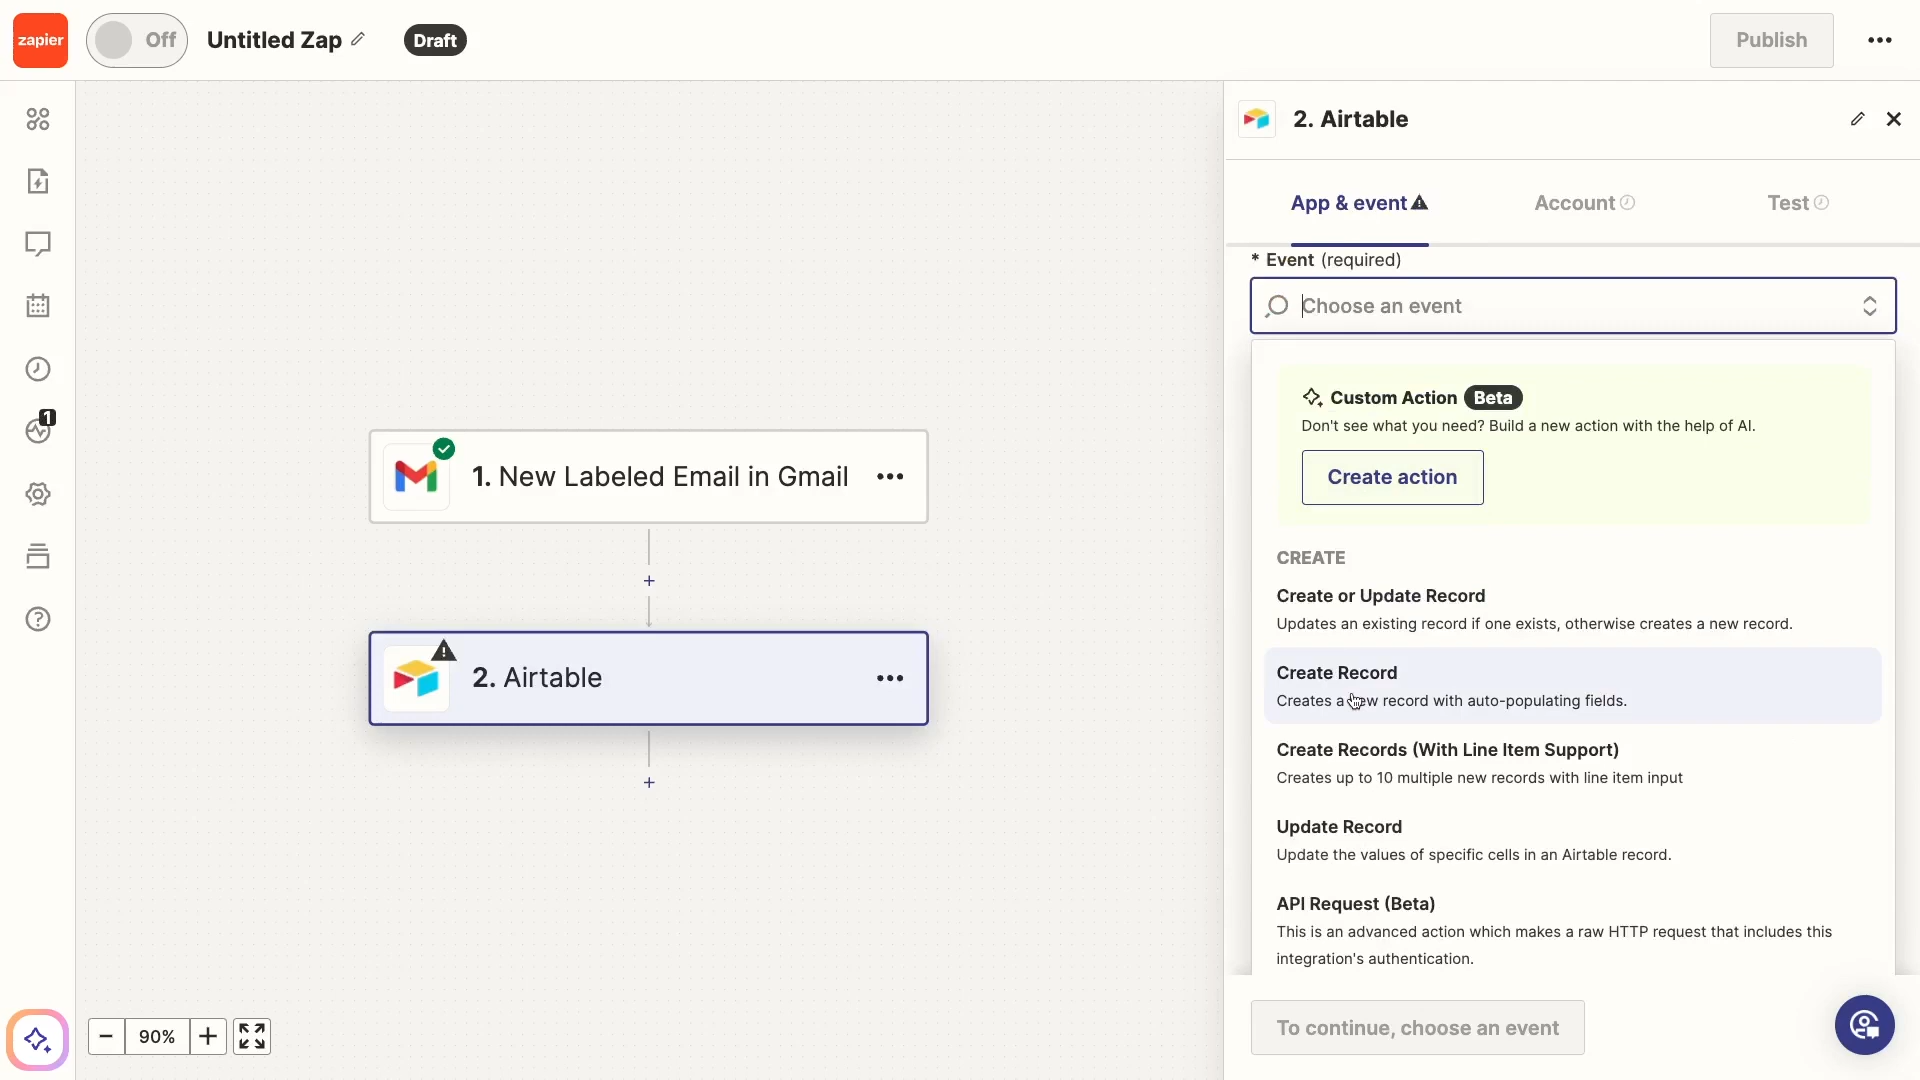 zapier
Off
Untitled Zap
Draft
Publish
2. Airtable
App & event
Account
Test
* Event (required)
Choose an event
Custom Action Beta
Don't see what you need? Build a new action with the help of AI.
Create action
CREATE
Create or Update Record
Updates an existing record if one exists, otherwise creates a new record.
Create Record
Creates a new record with auto-populating fields.
Create Records (With Line Item Support)
Creates up to 10 multiple new records with line item input
Update Record
Update the values of specific cells in an Airtable record.
API Request (Beta)
This is an advanced action which makes a raw HTTP request that includes this
integration's authentication.
To continue, choose an event
1
1. New Labeled Email in Gmail
2. Airtable
90%